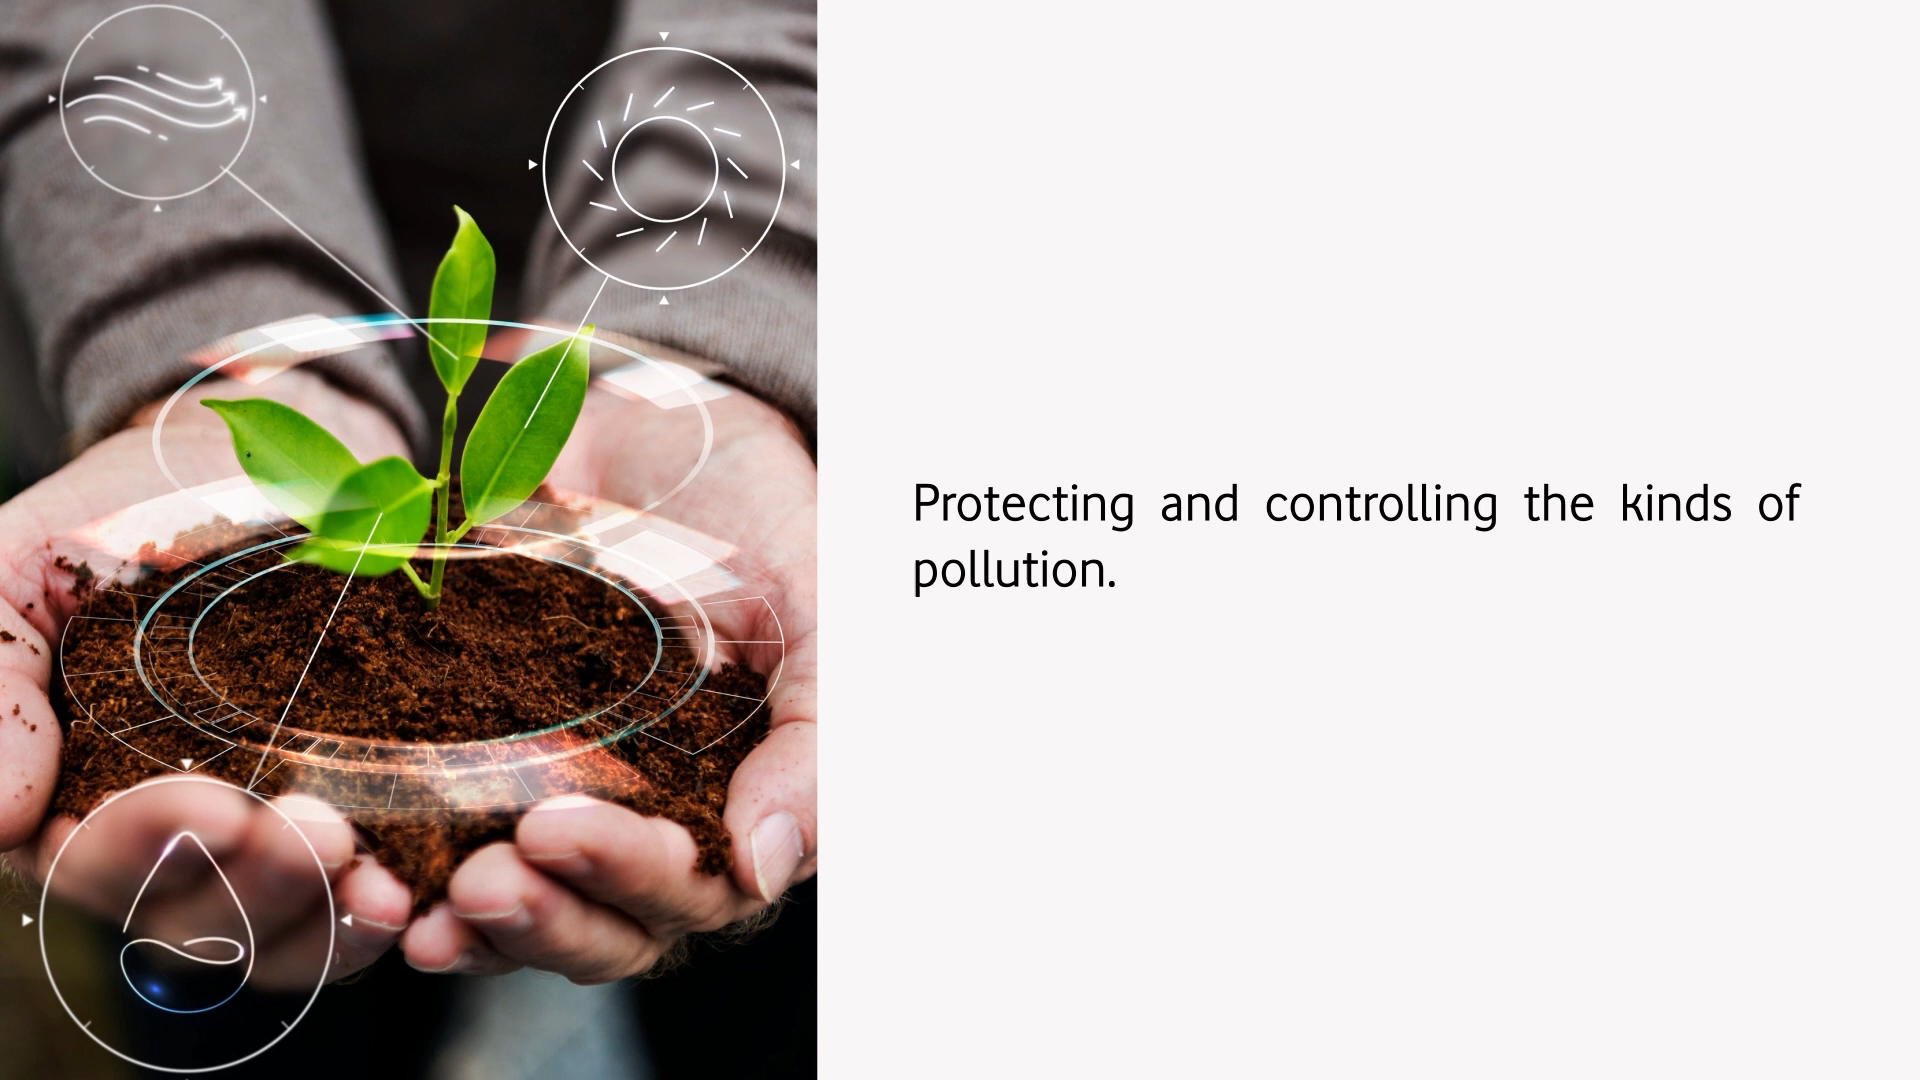 Protecting and controlling the kinds of
pollution.